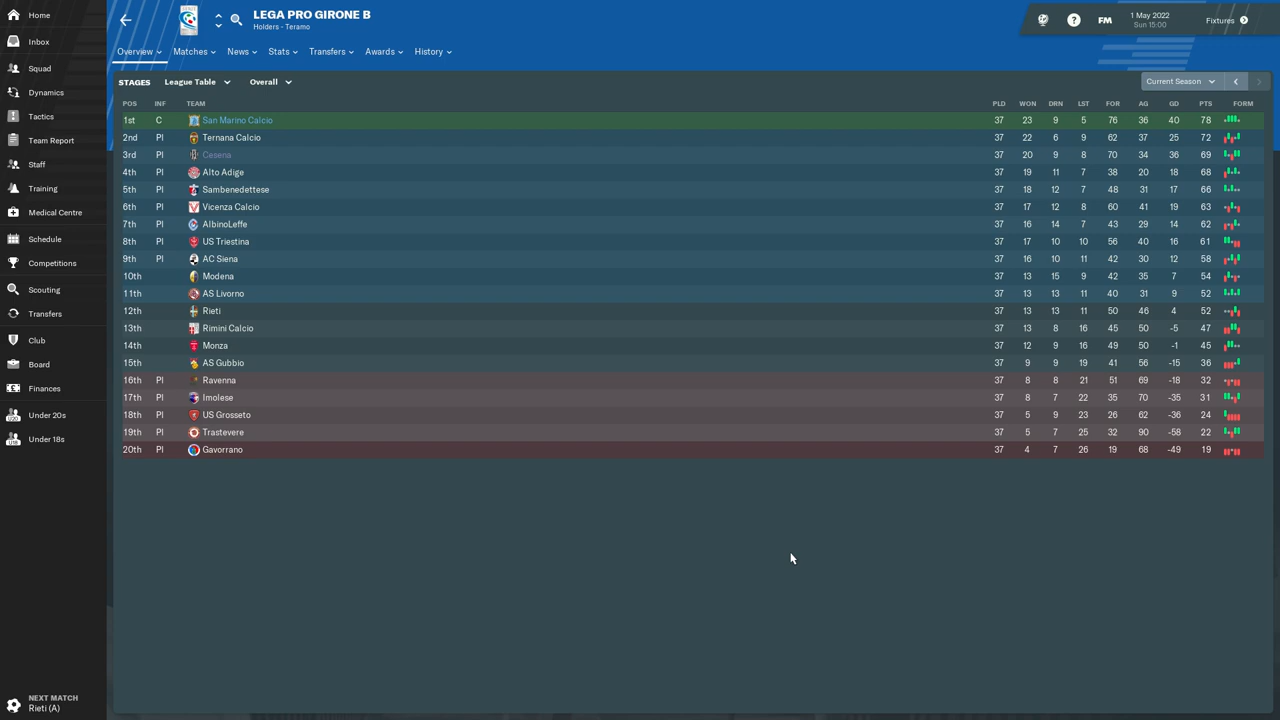 Home
Inbox
Squad
Dynamics
Tactics
Team Report
Staff
Training
Medical Centre
Schedule
Competitions
Scouting
Transfers
Club
Board
Finances
Under 20s
Under 18s
NEXT MATCH
Rieti (A)
LEGA PRO GIRONE B
Holders - Teramo
1 May 2022
Sun 15:00
FM
Fixtures
Overview Matches News Stats Transfers Awards History
STAGES League Table Overall Current Season
POS INF TEAM PLD WON DRN LST FOR AG GD PTS FORM
1st C San Marino Calcio 37 23 9 5 76 36 40 78
2nd Pl Ternana Calcio 37 22 6 9 62 37 25 72
3rd Pl Cesena 37 20 9 8 70 34 36 69
4th Pl Alto Adige 37 19 11 7 38 20 18 68
5th Pl Sambenedettese 37 18 12 7 48 31 17 66
6th Pl Vicenza Calcio 37 17 12 8 60 41 19 63
7th Pl AlbinoLeffe 37 16 14 7 43 29 14 62
8th Pl US Triestina 37 17 10 10 56 40 16 61
9th Pl AC Siena 37 16 10 11 42 30 12 58
10th Modena 37 13 15 9 42 35 7 54
11th AS Livorno 37 13 13 11 40 31 9 52
12th Rieti 37 13 13 11 50 46 4 52
13th Rimini Calcio 37 13 8 16 45 50 -5 47
14th Monza 37 12 9 16 49 50 -1 45
15th AS Gubbio 37 9 9 19 41 56 -15 36
16th Pl Ravenna 37 8 8 21 51 69 -18 32
17th Pl Imolese 37 8 7 22 35 70 -35 31
18th Pl US Grosseto 37 5 9 23 26 62 -36 24
19th Pl Trastevere 37 5 7 25 32 90 -58 22
20th Pl Gavorrano 37 4 7 26 19 68 -49 19